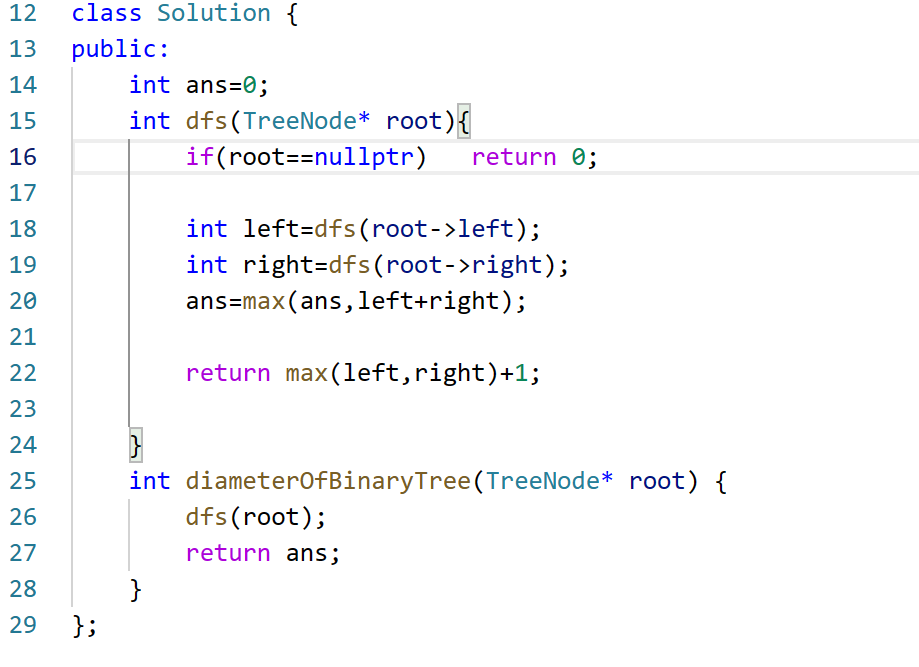 12 class Solution {
13 public:
14     int ans=0;
15     int dfs(TreeNode* root){
16         if(root==nullptr)   return 0;
17
18         int left=dfs(root->left);
19         int right=dfs(root->right);
20         ans=max(ans,left+right);
21
22         return max(left,right)+1;
23
24     }
25     int diameterOfBinaryTree(TreeNode* root) {
26         dfs(root);
27         return ans;
28     }
29 };